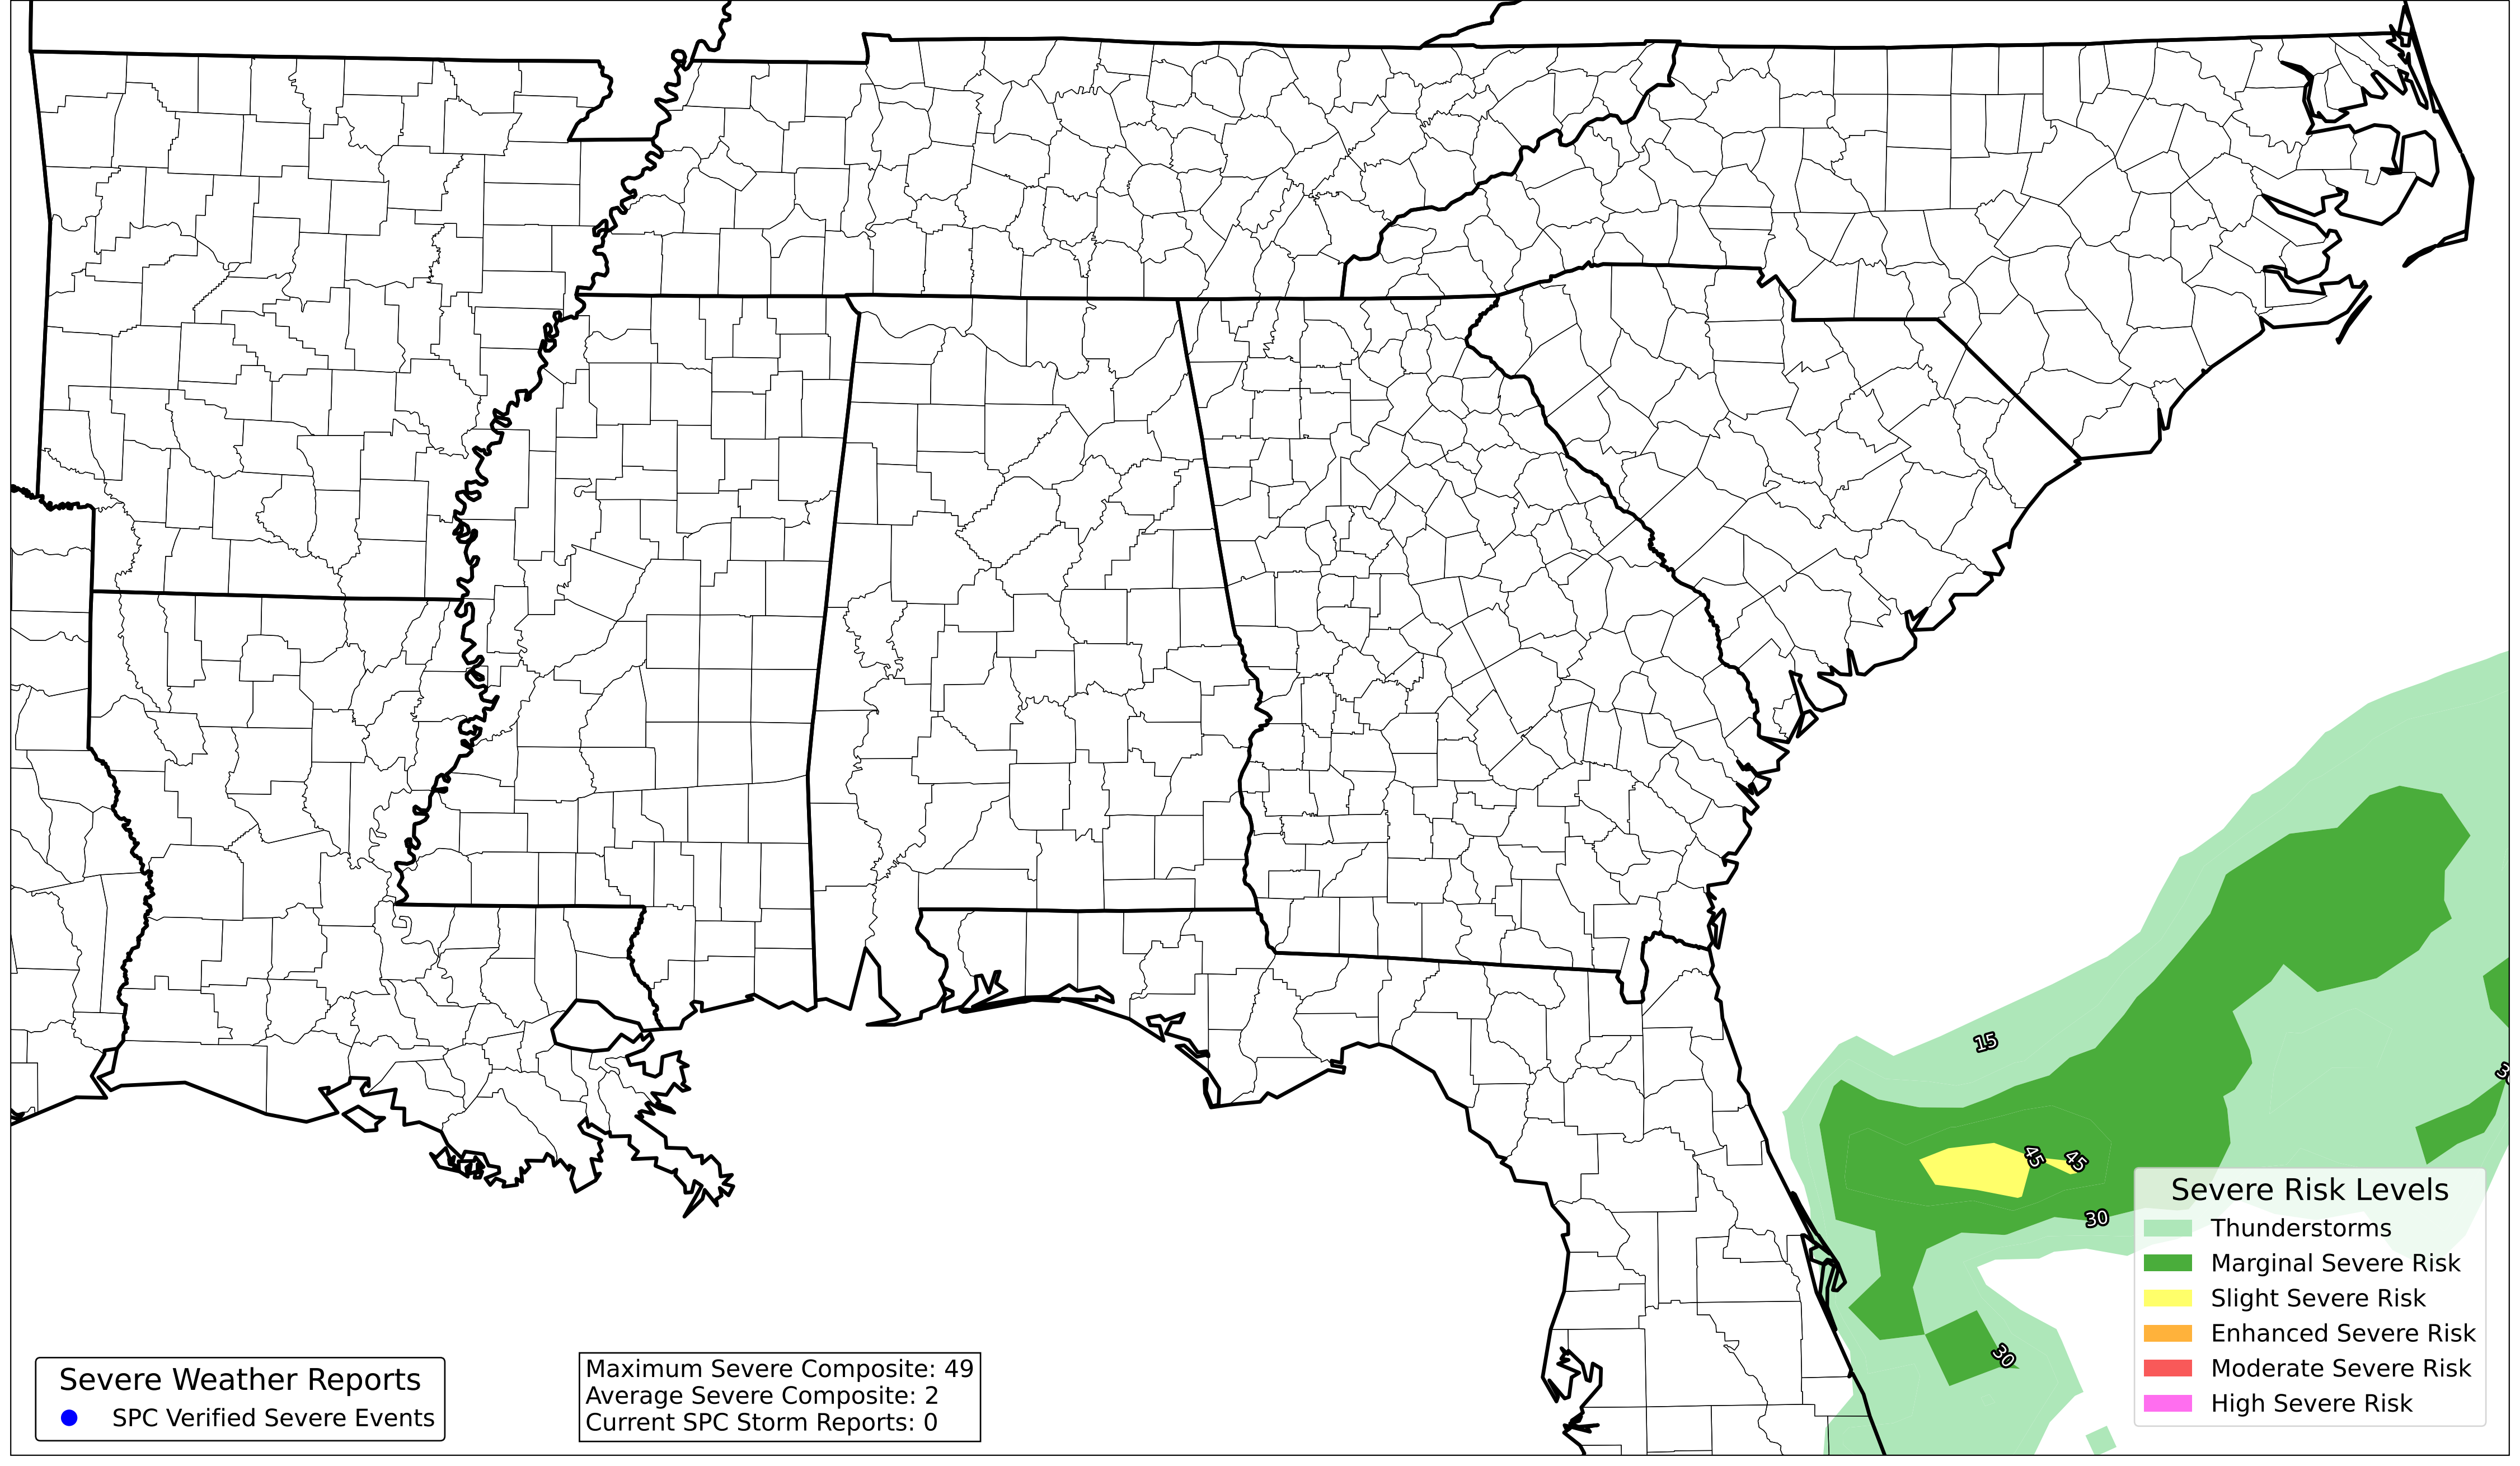 15
3
45
45
30
30
Severe Risk Levels
Thunderstorms
Marginal Severe Risk
Slight Severe Risk
Enhanced Severe Risk
Moderate Severe Risk
High Severe Risk
Severe Weather Reports
SPC Verified Severe Events
Maximum Severe Composite: 49
Average Severe Composite: 2
Current SPC Storm Reports: 0